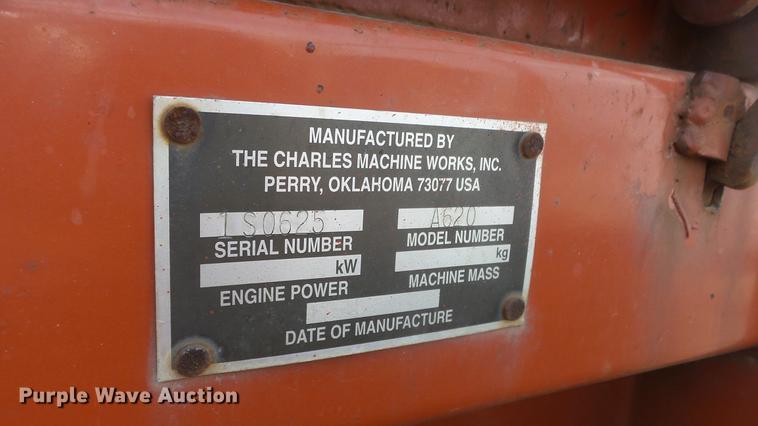 MANUFACTURED BY
THE CHARLES MACHINE WORKS, INC.
PERRY, OKLAHOMA 73077 USA
1S0625 A620
SERIAL NUMBER MODEL NUMBER
kW kg
ENGINE POWER MACHINE MASS
DATE OF MANUFACTURE
Purple Wave Auction